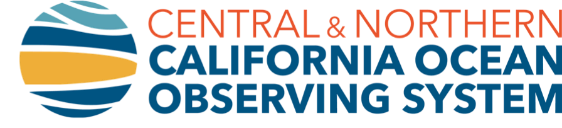 CENTRAL & NORTHERN
CALIFORNIA OCEAN
OBSERVING SYSTEM